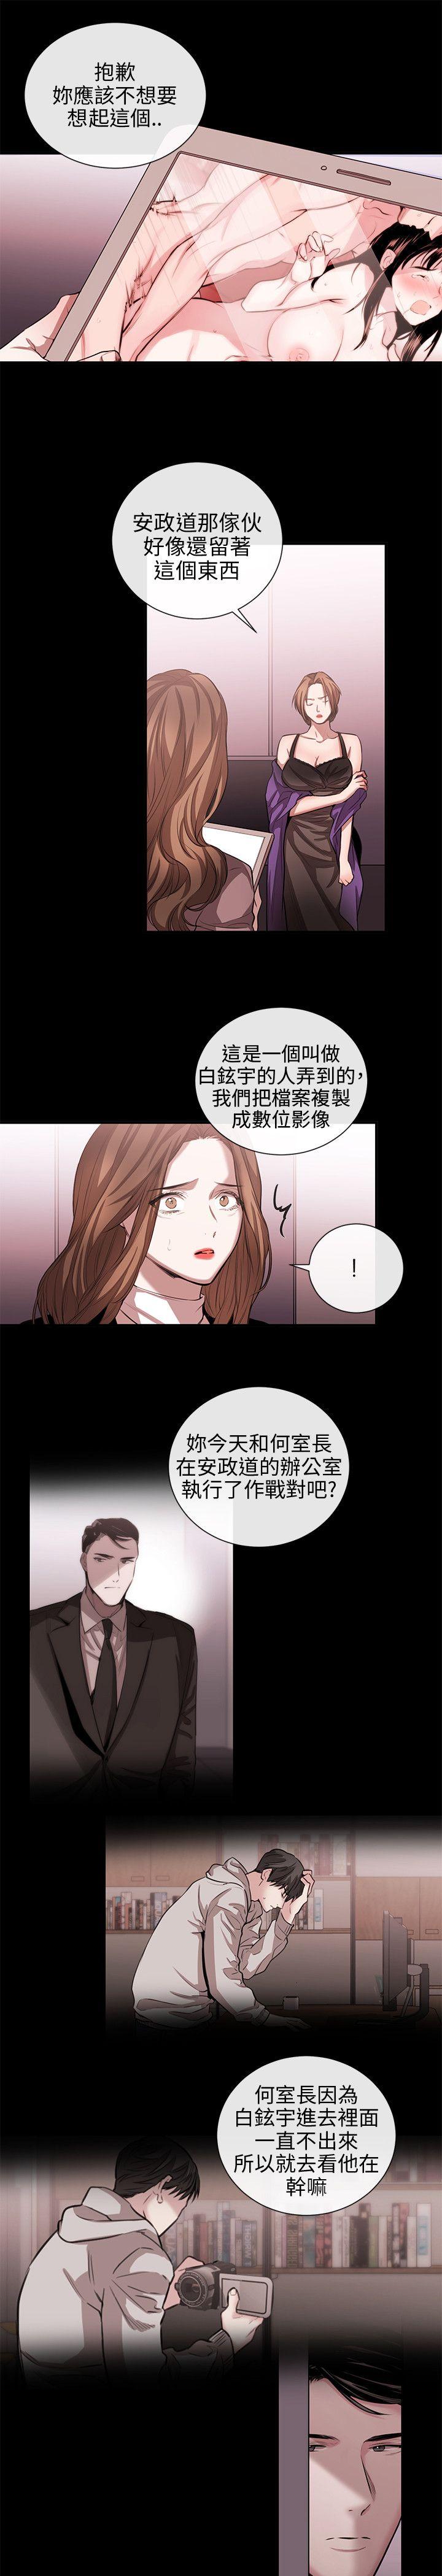 抱歉
妳應該不想要
想起這個..
安政道那傢伙
好像還留著
這個東西
這是一個叫做
白鉉宇的人弄到的,
我們把檔案複製
成數位影像
!
妳今天和何室長
在安政道的辦公室
執行了作戰對吧?
何室長因為
白鉉宇進去裡面
一直不出來
所以就去看他在
幹嘛